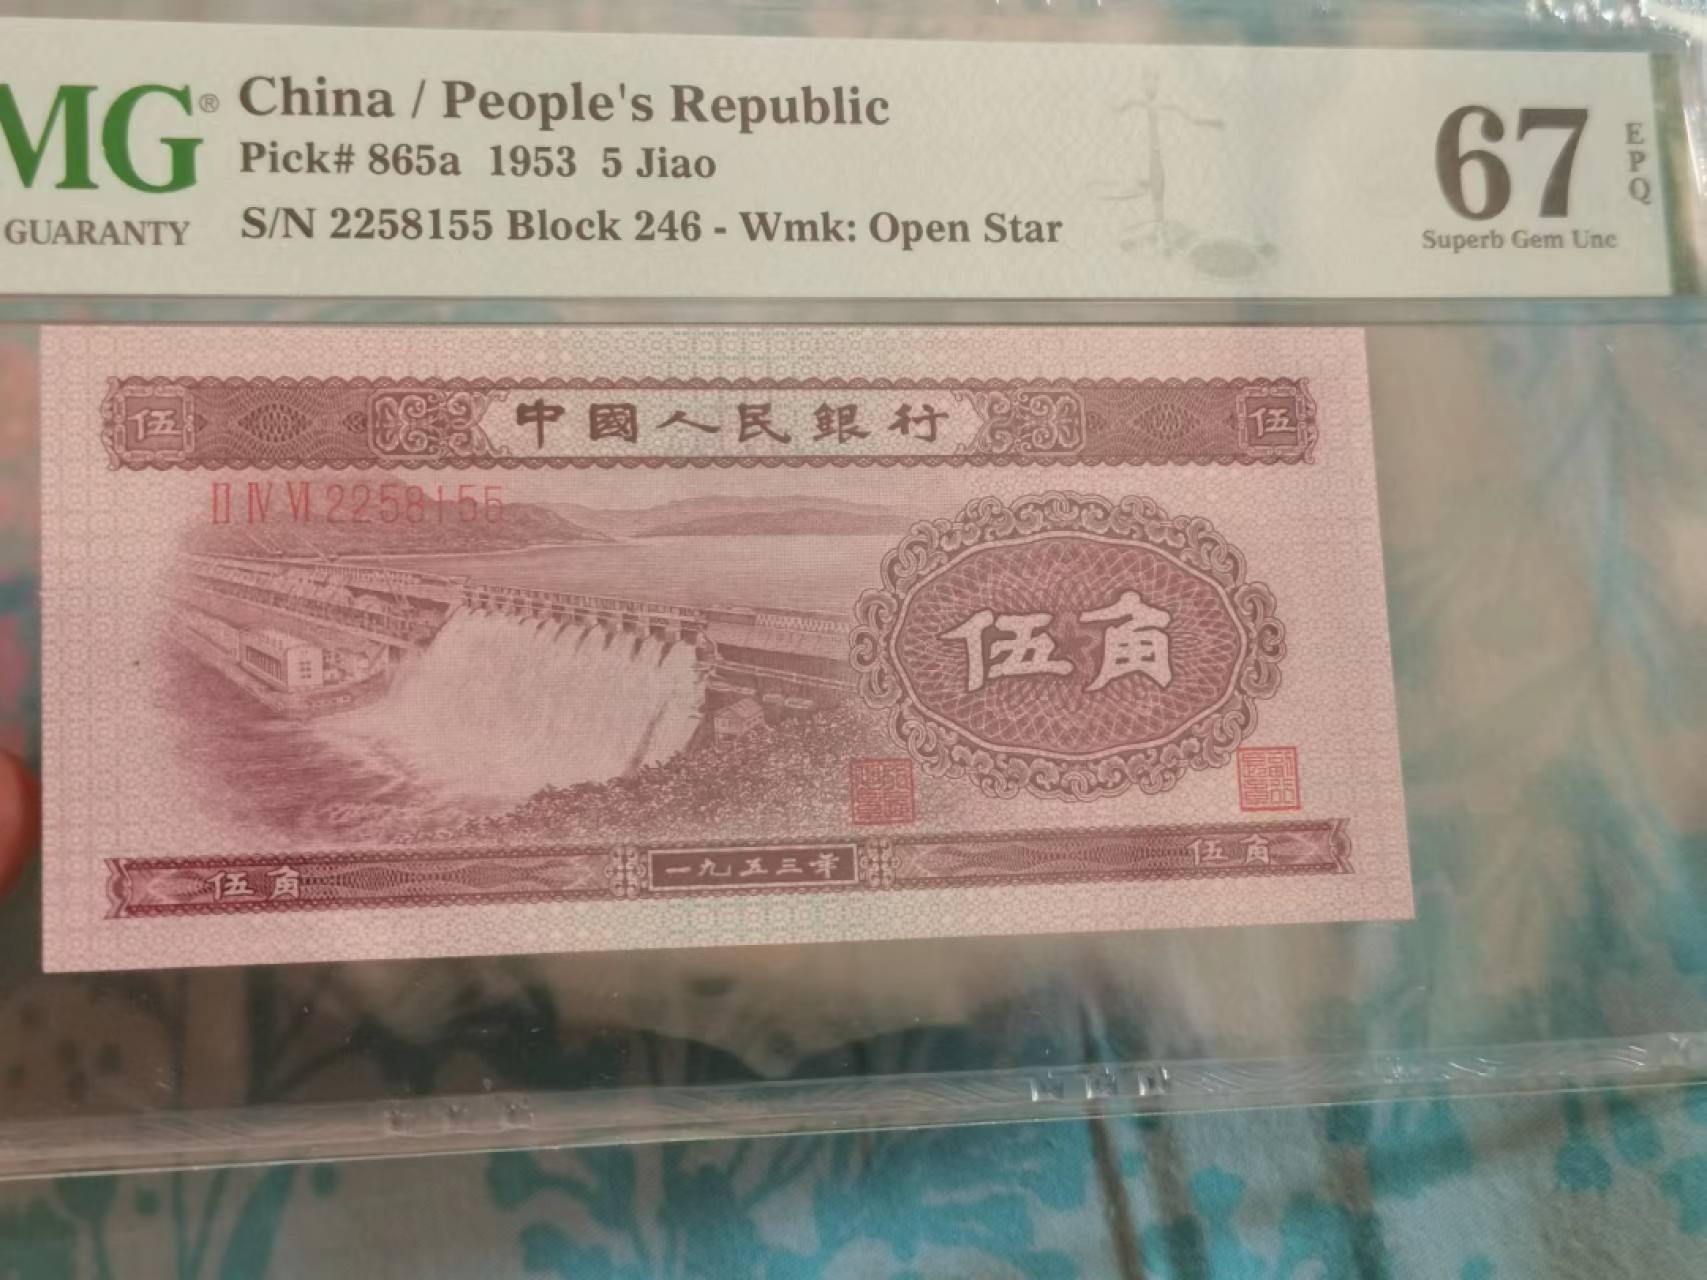 MG® China / People's Republic
Pick# 865a 1953 5 Jiao
GUARANTY S/N 2258155 Block 246 - Wmk: Open Star
67 EPQ
Superb Gem Unc
伍 中國人民銀行 伍
II IV VI 2258155
伍角
伍角 一九五三年 伍角